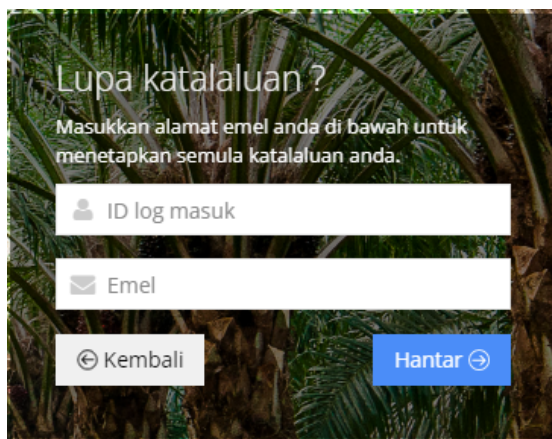 Lupa katalaluan ?
Masukkan alamat emel anda di bawah untuk
menetapkan semula katalaluan anda.
ID log masuk
Emel
Kembali
Hantar